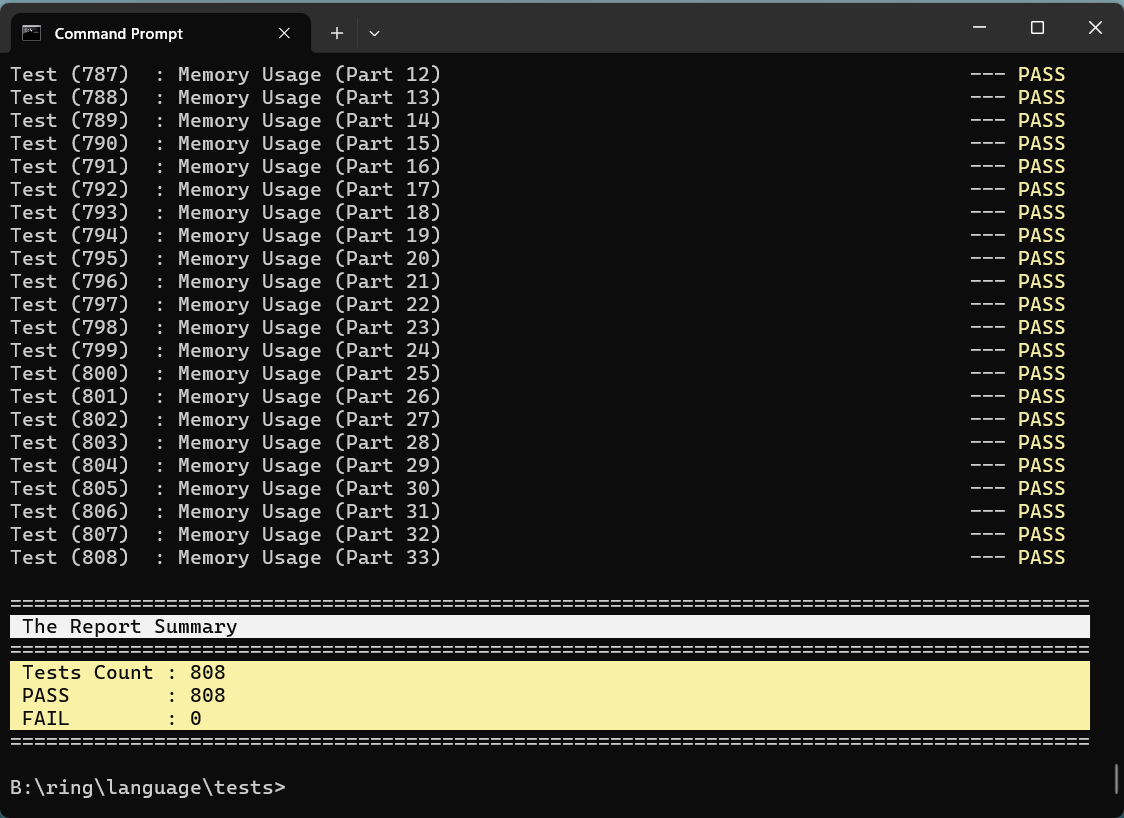 Command Prompt
Test (787)  : Memory Usage (Part 12)                                            --- PASS
Test (788)  : Memory Usage (Part 13)                                            --- PASS
Test (789)  : Memory Usage (Part 14)                                            --- PASS
Test (790)  : Memory Usage (Part 15)                                            --- PASS
Test (791)  : Memory Usage (Part 16)                                            --- PASS
Test (792)  : Memory Usage (Part 17)                                            --- PASS
Test (793)  : Memory Usage (Part 18)                                            --- PASS
Test (794)  : Memory Usage (Part 19)                                            --- PASS
Test (795)  : Memory Usage (Part 20)                                            --- PASS
Test (796)  : Memory Usage (Part 21)                                            --- PASS
Test (797)  : Memory Usage (Part 22)                                            --- PASS
Test (798)  : Memory Usage (Part 23)                                            --- PASS
Test (799)  : Memory Usage (Part 24)                                            --- PASS
Test (800)  : Memory Usage (Part 25)                                            --- PASS
Test (801)  : Memory Usage (Part 26)                                            --- PASS
Test (802)  : Memory Usage (Part 27)                                            --- PASS
Test (803)  : Memory Usage (Part 28)                                            --- PASS
Test (804)  : Memory Usage (Part 29)                                            --- PASS
Test (805)  : Memory Usage (Part 30)                                            --- PASS
Test (806)  : Memory Usage (Part 31)                                            --- PASS
Test (807)  : Memory Usage (Part 32)                                            --- PASS
Test (808)  : Memory Usage (Part 33)                                            --- PASS
==========================================================================================
 The Report Summary
==========================================================================================
 Tests Count : 808
 PASS        : 808
 FAIL        : 0
==========================================================================================
B:\ring\language\tests>